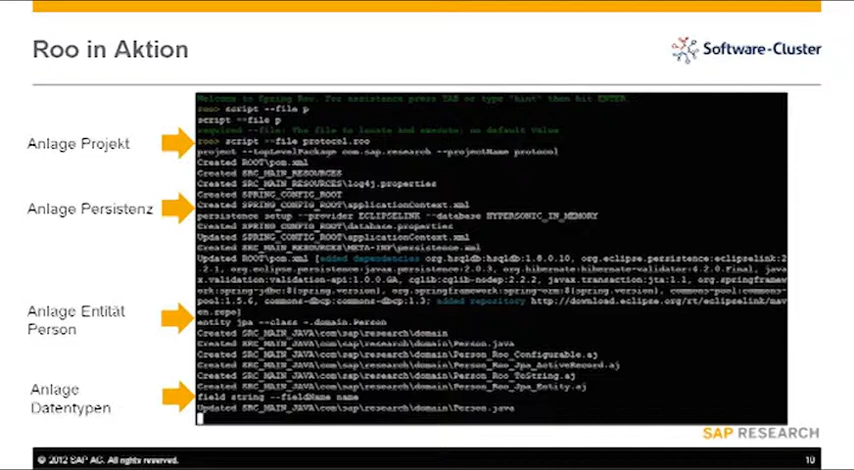 Roo in Aktion
Software-Cluster
Welcome to Spring Roo. For assistance press TAB or type "hint" then hit ENTER.
roo> script --file p
script --file p
required --file: The file to locate and execute; no default value
Anlage Projekt
roo> script --file protocol.roo
project --topLevelPackage com.sap.research --projectName protocol
Created ROOT\pom.xml
Created SRC_MAIN_RESOURCES
Created SRC_MAIN_RESOURCES\log4j.properties
Created SPRING_CONFIG_ROOT
Created SPRING_CONFIG_ROOT\applicationContext.xml
Anlage Persistenz
persistence setup --provider ECLIPSELINK --database HYPERSONIC_IN_MEMORY
Created SPRING_CONFIG_ROOT\database.properties
Updated SPRING_CONFIG_ROOT\applicationContext.xml
Created SRC_MAIN_RESOURCES\META-INF\persistence.xml
Updated ROOT\pom.xml [added dependencies org.hsqldb:hsqldb:1.8.0.10, org.eclipse.persistence:eclipselink:2
.2.1, org.eclipse.persistence:javax.persistence:2.0.3, org.hibernate:hibernate-validator:4.2.0.Final, java
x.validation:validation-api:1.0.0.GA, cglib:cglib-nodep:2.2.2, javax.transaction:jta:1.1, org.springframew
ork:spring-jdbc:${spring.version}, org.springframework:spring-orm:${spring.version}, commons-pool:commons-
pool:1.5.6, commons-dbcp:commons-dbcp:1.3; added repository http://download.eclipse.org/rt/eclipselink/mav
en.repo]
Anlage Entität
Person
entity jpa --class ~.domain.Person
Created SRC_MAIN_JAVA\com\sap\research\domain
Created SRC_MAIN_JAVA\com\sap\research\domain\Person.java
Created SRC_MAIN_JAVA\com\sap\research\domain\Person_Roo_Configurable.aj
Created SRC_MAIN_JAVA\com\sap\research\domain\Person_Roo_Jpa_ActiveRecord.aj
Created SRC_MAIN_JAVA\com\sap\research\domain\Person_Roo_ToString.aj
Created SRC_MAIN_JAVA\com\sap\research\domain\Person_Roo_Jpa_Entity.aj
Anlage
Datentypen
field string --fieldName name
Updated SRC_MAIN_JAVA\com\sap\research\domain\Person.java
SAP RESEARCH
© 2012 SAP AG. All rights reserved.
10